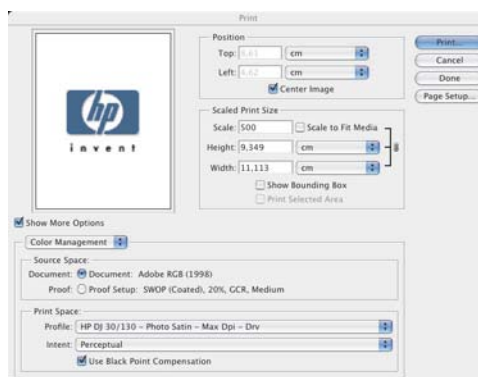 Print
Position
Top: 4,61 cm
Left: 4,62 cm
Center Image
Scaled Print Size
Scale: 500 Scale to Fit Media
Height: 9,349 cm
Width: 11,113 cm
Show Bounding Box
Print Selected Area
Print...
Cancel
Done
Page Setup...
hp
invent
Show More Options
Color Management
Source Space:
Document: Document: Adobe RGB (1998)
Proof: Proof Setup: SWOP (Coated), 20%, GCR, Medium
Print Space:
Profile: HP DJ 30/130 – Photo Satin – Max Dpi – Drv
Intent: Perceptual
Use Black Point Compensation